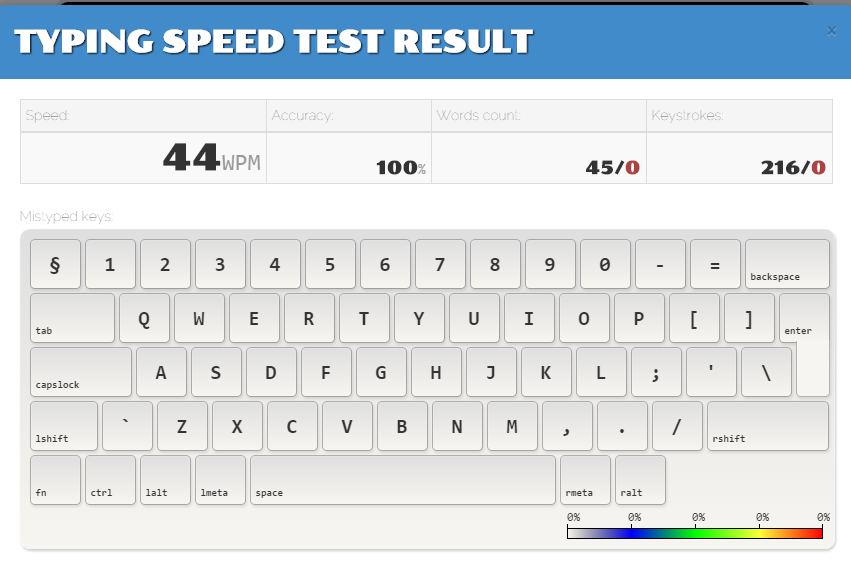 TYPING SPEED TEST RESULT
x
Speed: Accuracy: Words count: Keystrokes:
44WPM 100% 45/0 216/0
Mistyped keys:
§ 1 2 3 4 5 6 7 8 9 0 - = backspace
tab Q W E R T Y U I O P [ ] enter
capslock A S D F G H J K L ; ' \
lshift ` Z X C V B N M , . / rshift
fn ctrl lalt lmeta space rmeta ralt
0% 0% 0% 0% 0%